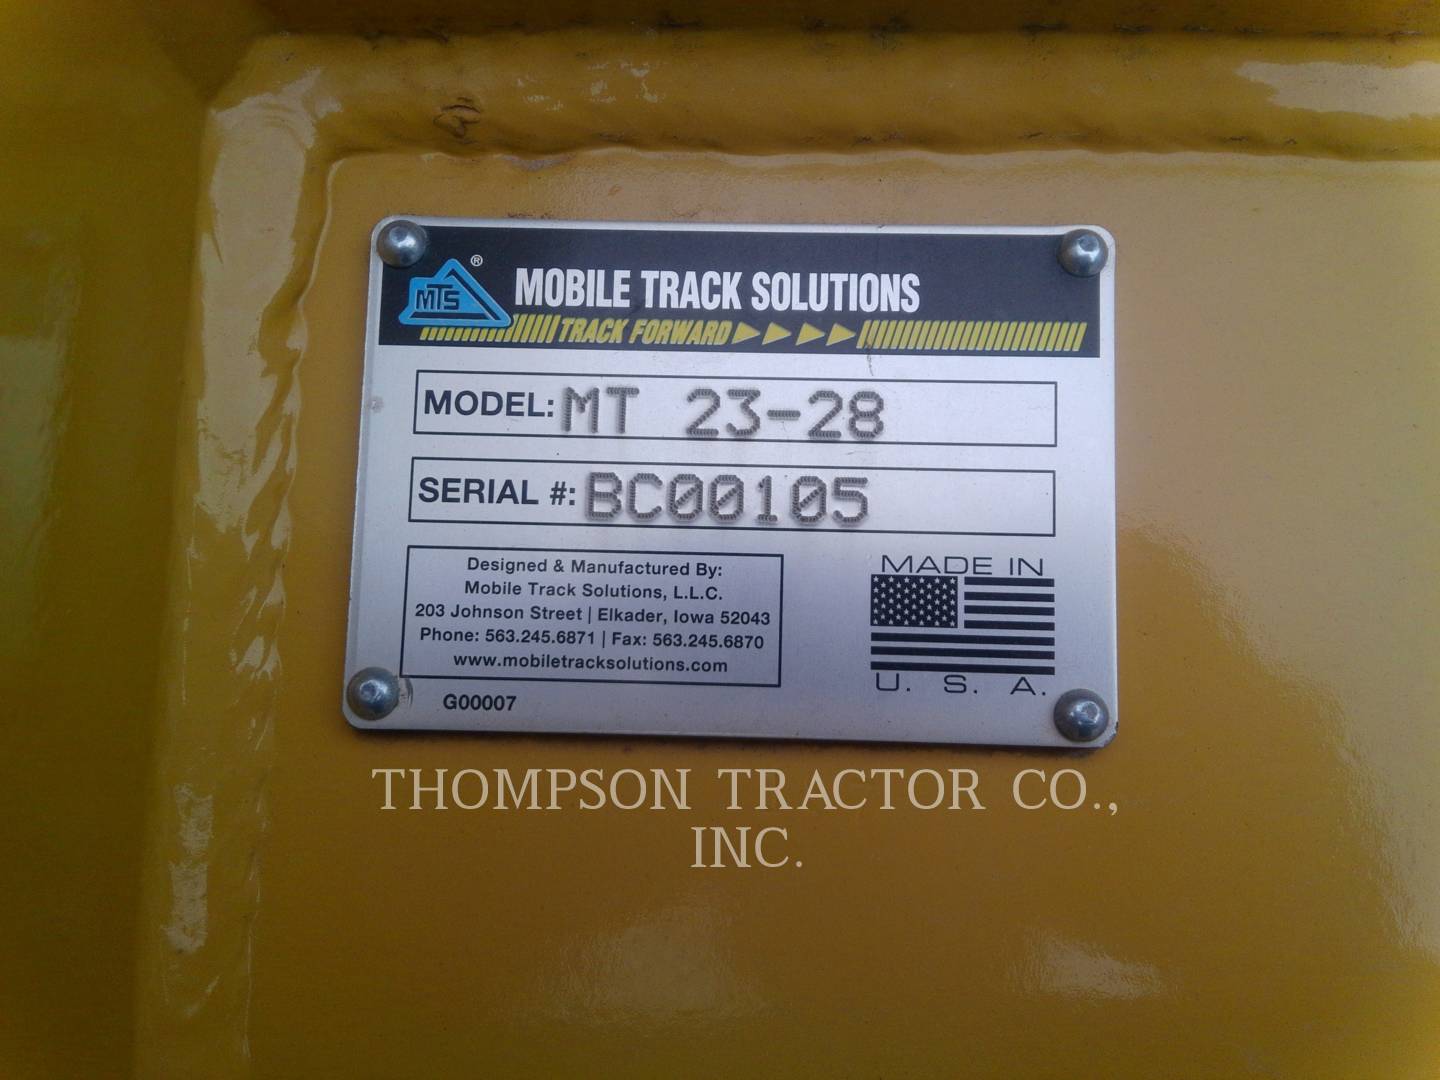 MTS ®
MOBILE TRACK SOLUTIONS
TRACK FORWARD
MODEL: MT 23-28
SERIAL #: BC00105
Designed & Manufactured By:
Mobile Track Solutions, L.L.C.
203 Johnson Street | Elkader, Iowa 52043
Phone: 563.245.6871 | Fax: 563.245.6870
www.mobiletracksolutions.com
G00007
MADE IN
U. S. A.
THOMPSON TRACTOR CO.,
INC.